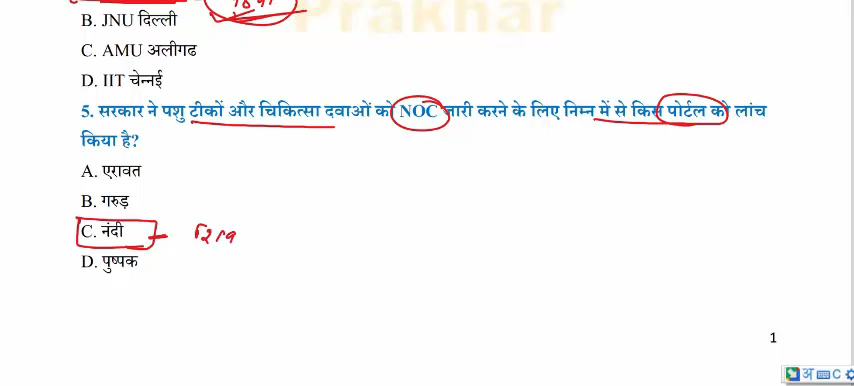 Prakhar
B. JNU दिल्ली
C. AMU अलीगढ
D. IIT चेन्नई
5. सरकार ने पशु टीकों और चिकित्सा दवाओं को NOC जारी करने के लिए निम्न में से किस पोर्टल को लांच
किया है?
A. एरावत
B. गरुड़
C. नंदी
D. पुष्पक
1
अ C